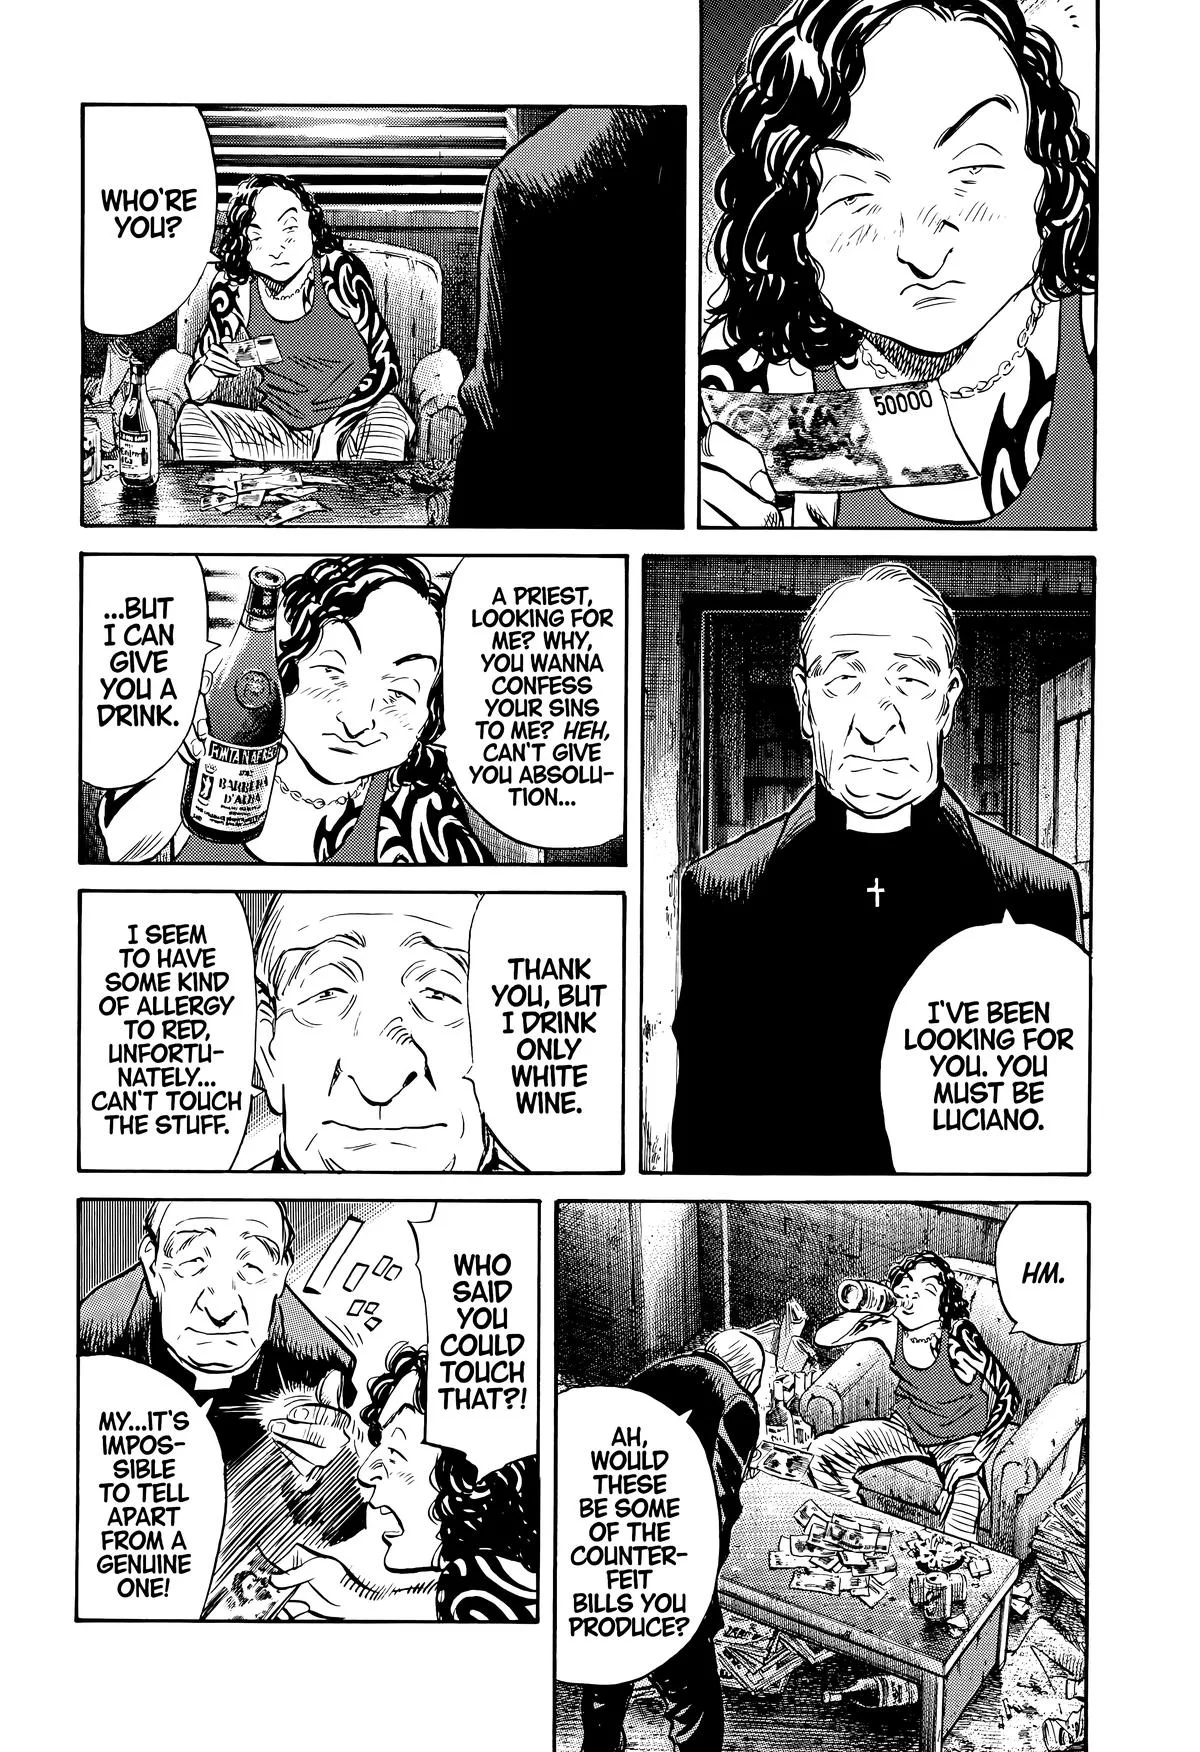 50000
WHO'RE
YOU?
I'VE BEEN
LOOKING FOR
YOU. YOU
MUST BE
LUCIANO.
A PRIEST,
LOOKING FOR
ME? WHY,
YOU WANNA
CONFESS
YOUR SINS
TO ME? HEH,
CAN'T GIVE
YOU ABSOLU-
TION...
...BUT
I CAN
GIVE
YOU A
DRINK.
BARBERA
D'ALBA
THANK
YOU, BUT
I DRINK
ONLY
WHITE
WINE.
I SEEM
TO HAVE
SOME KIND
OF ALLERGY
TO RED,
UNFORTU-
NATELY...
CAN'T TOUCH
THE STUFF.
HM.
AH,
WOULD
THESE
BE SOME
OF THE
COUNTER-
FEIT
BILLS YOU
PRODUCE?
WHO
SAID
YOU
COULD
TOUCH
THAT?!
MY...IT'S
IMPOS-
SIBLE
TO TELL
APART
FROM A
GENUINE
ONE!